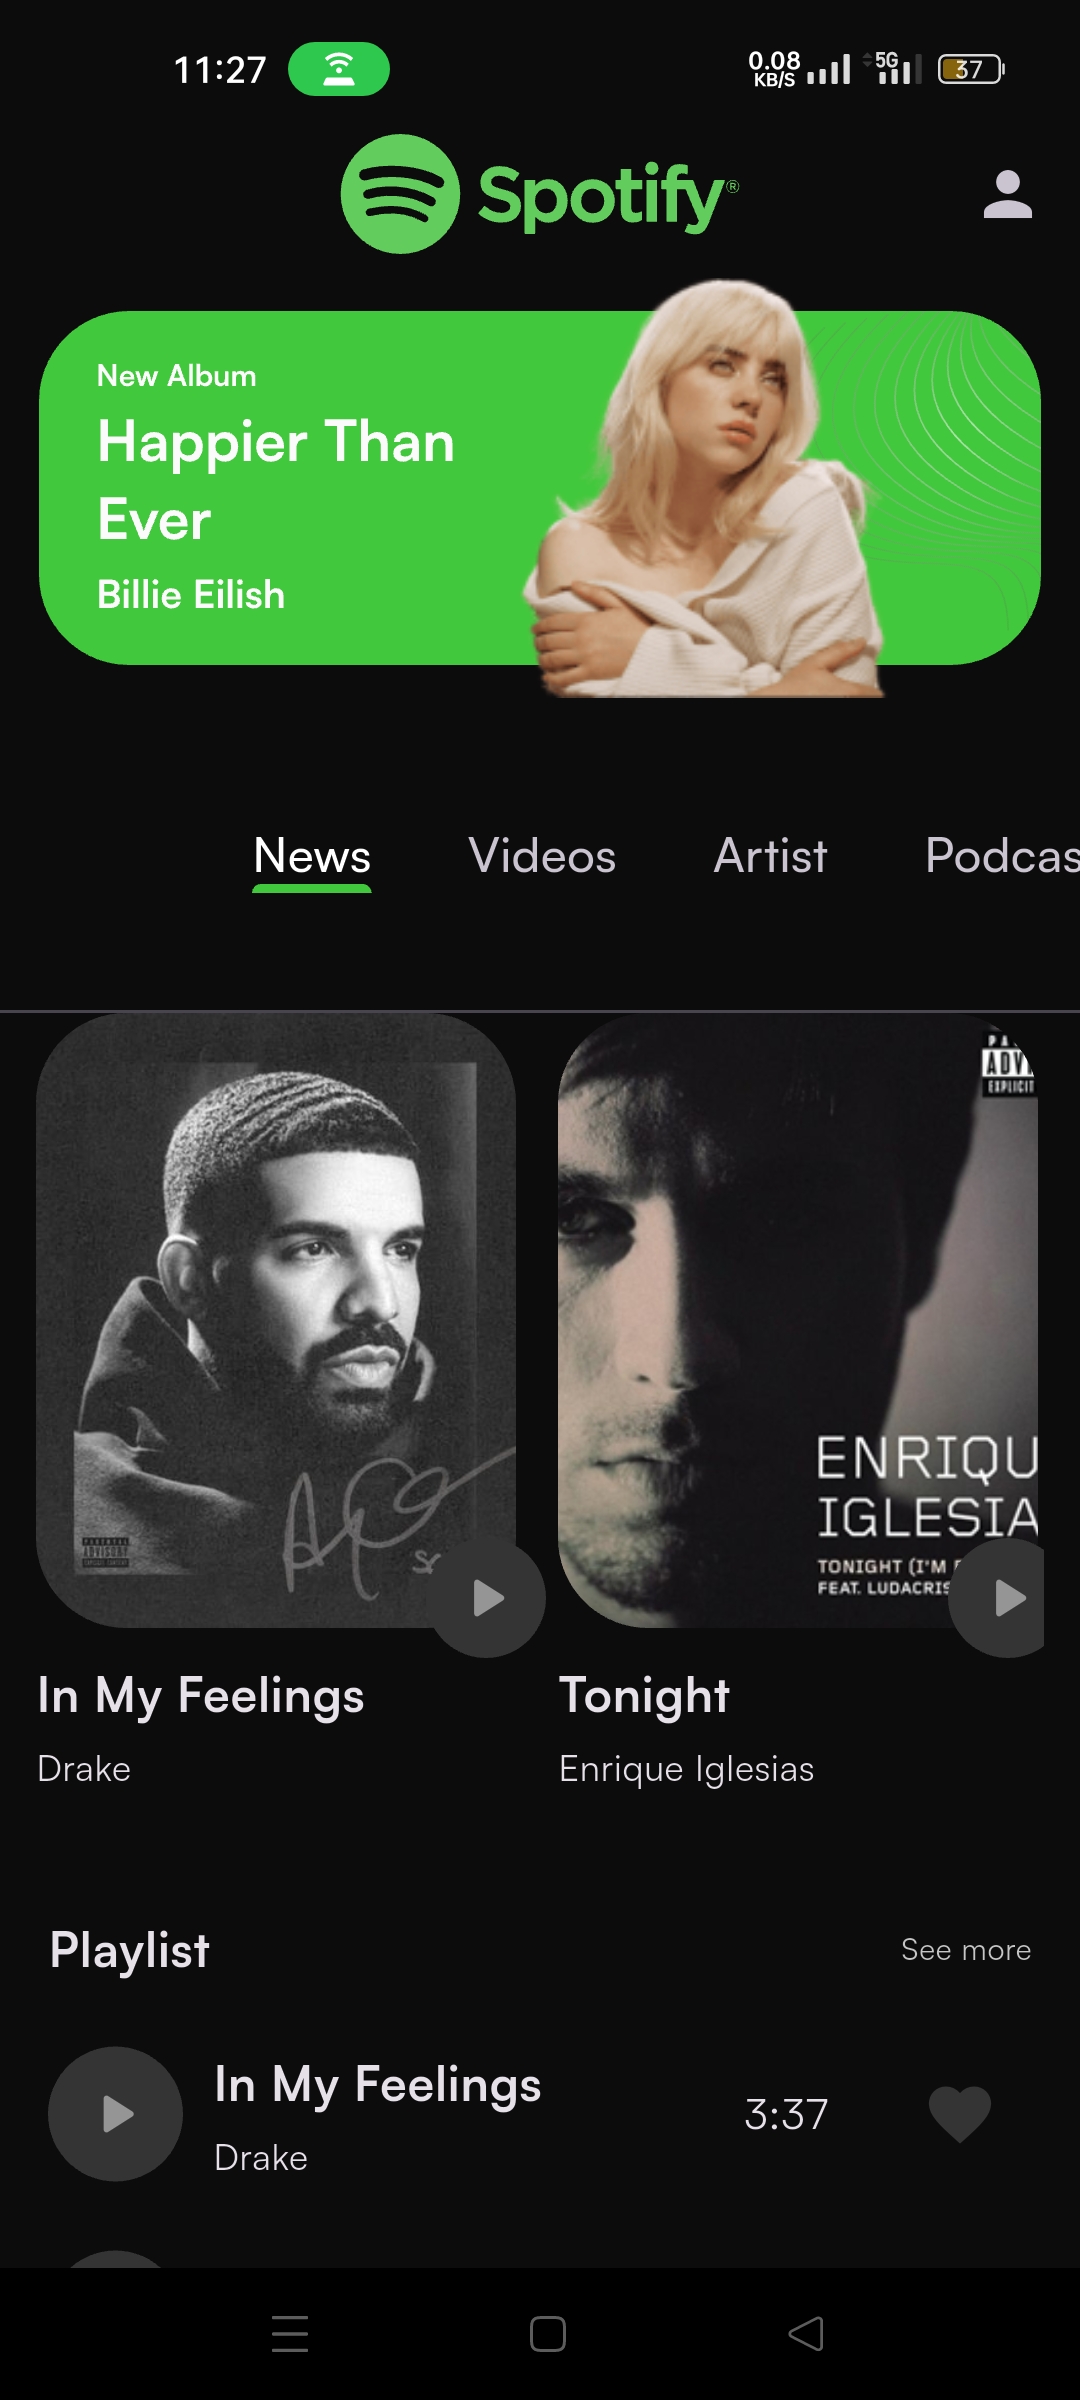 11:27
0.08
KB/S
5G
37
Spotify®
New Album
Happier Than
Ever
Billie Eilish
News Videos Artist Podcas
ADV
EXPLICIT
PARENTAL
ADVISORY
ENRIQU
IGLESIA
TONIGHT (I'M
FEAT. LUDACRIS
In My Feelings
Drake
Tonight
Enrique Iglesias
Playlist
See more
In My Feelings
Drake
3:37